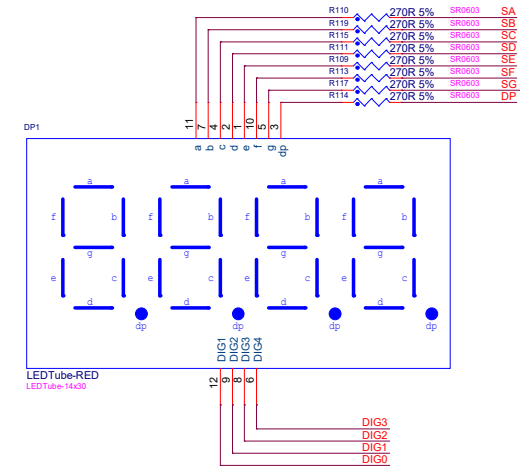 R110 270R 5% SR0603 SA
R119 270R 5% SR0603 SB
R115 270R 5% SR0603 SC
R111 270R 5% SR0603 SD
R109 270R 5% SR0603 SE
R113 270R 5% SR0603 SF
R117 270R 5% SR0603 SG
R114 270R 5% SR0603 DP
11 7 4 2 1 10 5 3
DP1
a b c d e f g dp
a a a a
f b f b f b f b
g g g g
e c e c e c e c
d d d d
dp dp dp dp
DIG1 DIG2 DIG3 DIG4
LEDTube-RED
LEDTube-14x30
12 9 8 6
DIG3
DIG2
DIG1
DIG0